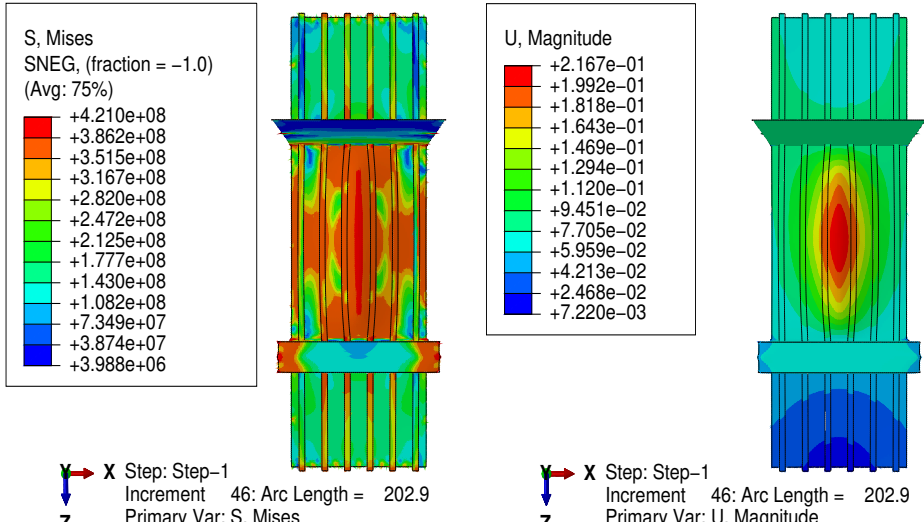 S, Mises
SNEG, (fraction = −1.0)
(Avg: 75%)
+4.210e+08
+3.862e+08
+3.515e+08
+3.167e+08
+2.820e+08
+2.472e+08
+2.125e+08
+1.777e+08
+1.430e+08
+1.082e+08
+7.349e+07
+3.874e+07
+3.988e+06
Y X
Z
Step: Step−1
Increment 46: Arc Length = 202.9
Primary Var: S, Mises
U, Magnitude
+2.167e−01
+1.992e−01
+1.818e−01
+1.643e−01
+1.469e−01
+1.294e−01
+1.120e−01
+9.451e−02
+7.705e−02
+5.959e−02
+4.213e−02
+2.468e−02
+7.220e−03
Y X
Z
Step: Step−1
Increment 46: Arc Length = 202.9
Primary Var: U, Magnitude